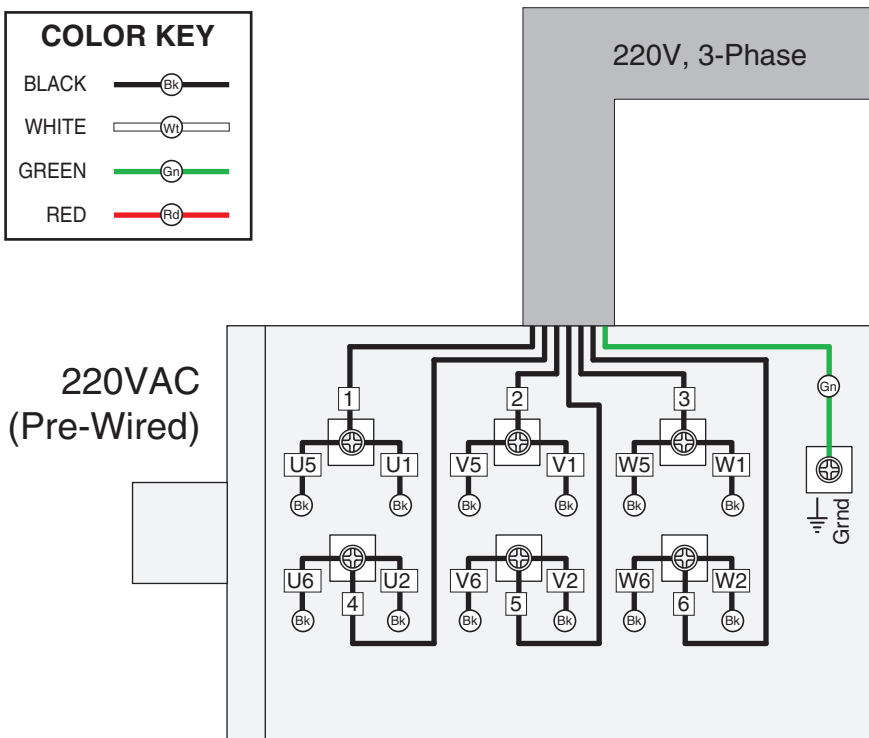 COLOR KEY
BLACK Bk
WHITE Wt
GREEN Gn
RED Rd
220V, 3-Phase
220VAC
(Pre-Wired)
1 2 3
Gn
U5 U1 V5 V1 W5 W1
Bk Bk Bk Bk Bk Bk
Grnd
U6 U2 V6 V2 W6 W2
4 5 6
Bk Bk Bk Bk Bk Bk